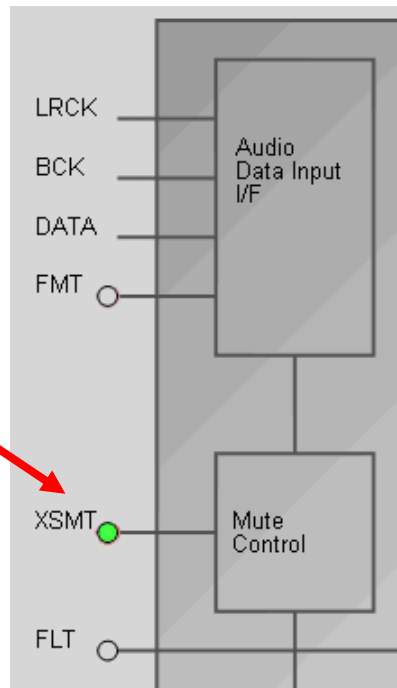 LRCK
BCK
DATA
FMT
Audio
Data Input
I/F
XSMT
Mute
Control
FLT